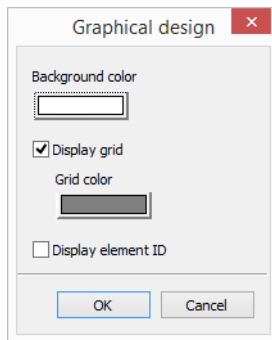 Graphical design
Background color
Display grid
Grid color
Display element ID
OK
Cancel